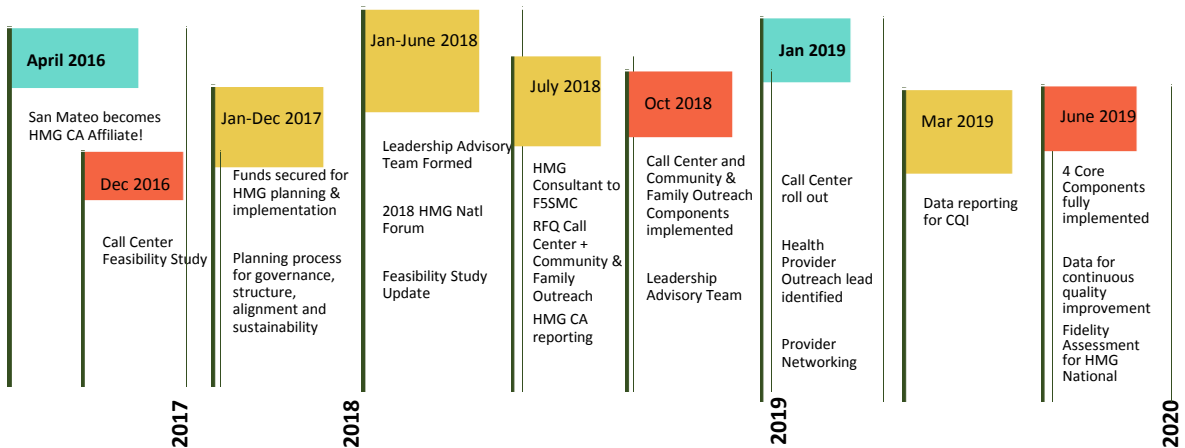 April 2016
San Mateo becomes
HMG CA Affiliate!
Dec 2016
Call Center
Feasibility Study
Jan-Dec 2017
Funds secured for
HMG planning &
implementation
Planning process
for governance,
structure,
alignment and
sustainability
Jan-June 2018
Leadership Advisory
Team Formed
2018 HMG Natl
Forum
Feasibility Study
Update
July 2018
HMG
Consultant to
F5SMC
RFQ Call
Center +
Community &
Family
Outreach
HMG CA
reporting
Oct 2018
Call Center and
Community &
Family Outreach
Components
implemented
Leadership
Advisory Team
Jan 2019
Call Center
roll out
Health
Provider
Outreach lead
identified
Provider
Networking
Mar 2019
Data reporting
for CQI
June 2019
4 Core
Components
fully
implemented
Data for
continuous
quality
improvement
Fidelity
Assessment
for HMG
National
2017
2018
2019
2020